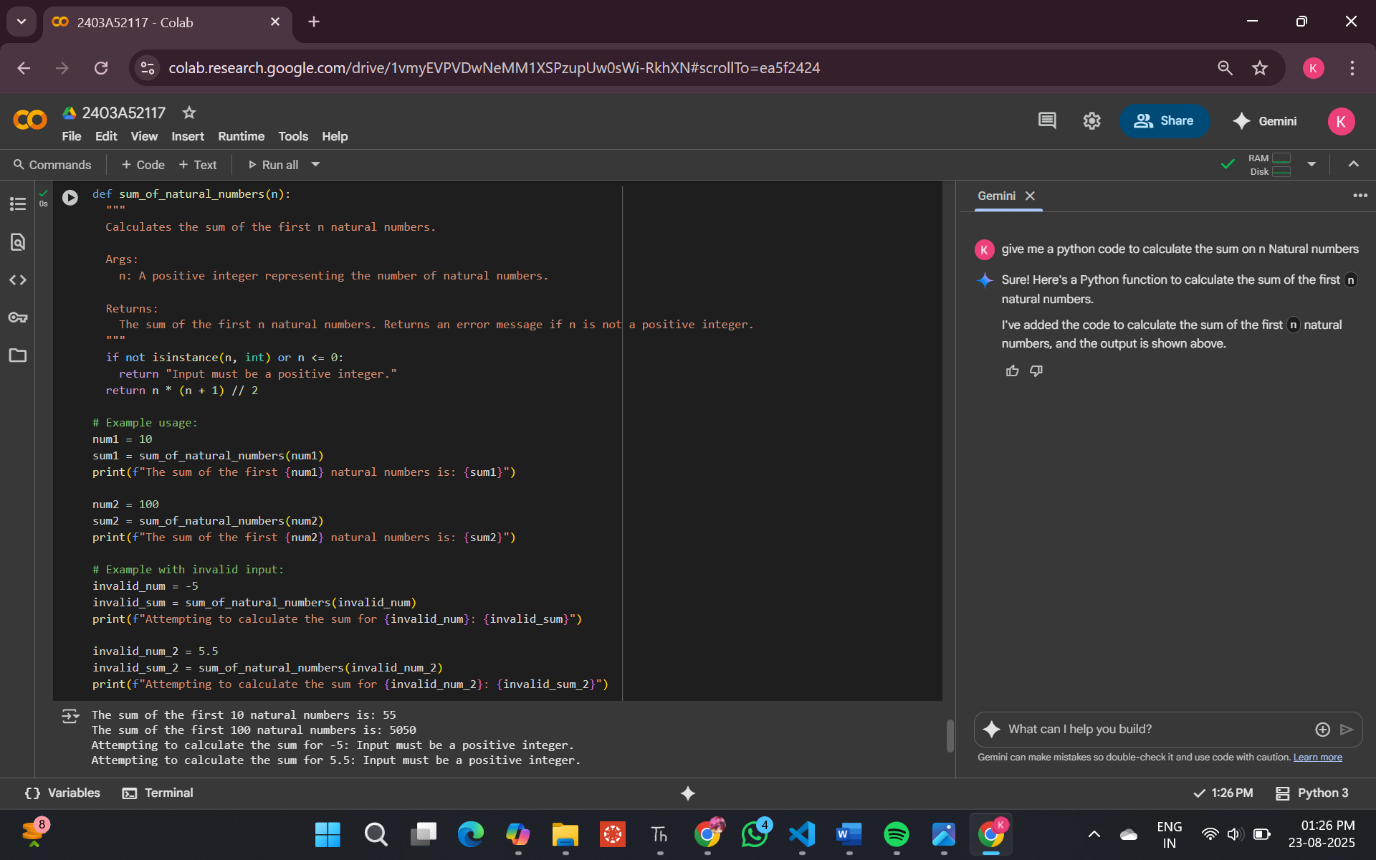 2403A52117 - Colab
colab.research.google.com/drive/1vmyEVPVDwNeMM1XSPzupUw0sWi-RkhXN#scrollTo=ea5f2424
K
2403A52117
File Edit View Insert Runtime Tools Help
Share
Gemini
K
Commands + Code + Text Run all
RAM
Disk
0s
def sum_of_natural_numbers(n):
"""
Calculates the sum of the first n natural numbers.
Args:
n: A positive integer representing the number of natural numbers.
Returns:
The sum of the first n natural numbers. Returns an error message if n is not a positive integer.
"""
if not isinstance(n, int) or n <= 0:
return "Input must be a positive integer."
return n * (n + 1) // 2
# Example usage:
num1 = 10
sum1 = sum_of_natural_numbers(num1)
print(f"The sum of the first {num1} natural numbers is: {sum1}")
num2 = 100
sum2 = sum_of_natural_numbers(num2)
print(f"The sum of the first {num2} natural numbers is: {sum2}")
# Example with invalid input:
invalid_num = -5
invalid_sum = sum_of_natural_numbers(invalid_num)
print(f"Attempting to calculate the sum for {invalid_num}: {invalid_sum}")
invalid_num_2 = 5.5
invalid_sum_2 = sum_of_natural_numbers(invalid_num_2)
print(f"Attempting to calculate the sum for {invalid_num_2}: {invalid_sum_2}")
The sum of the first 10 natural numbers is: 55
The sum of the first 100 natural numbers is: 5050
Attempting to calculate the sum for -5: Input must be a positive integer.
Attempting to calculate the sum for 5.5: Input must be a positive integer.
Gemini
K
give me a python code to calculate the sum on n Natural numbers
Sure! Here's a Python function to calculate the sum of the first n
natural numbers.
I've added the code to calculate the sum of the first n natural
numbers, and the output is shown above.
What can I help you build?
Gemini can make mistakes so double-check it and use code with caution. Learn more
Variables Terminal
1:26 PM Python 3
8
Th
4
W
K
ENG
IN
01:26 PM
23-08-2025